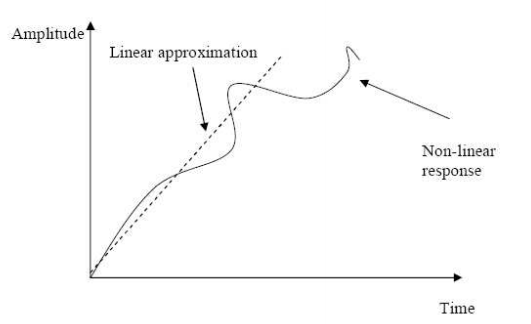 Amplitude
Linear approximation
Non-linear
response
Time